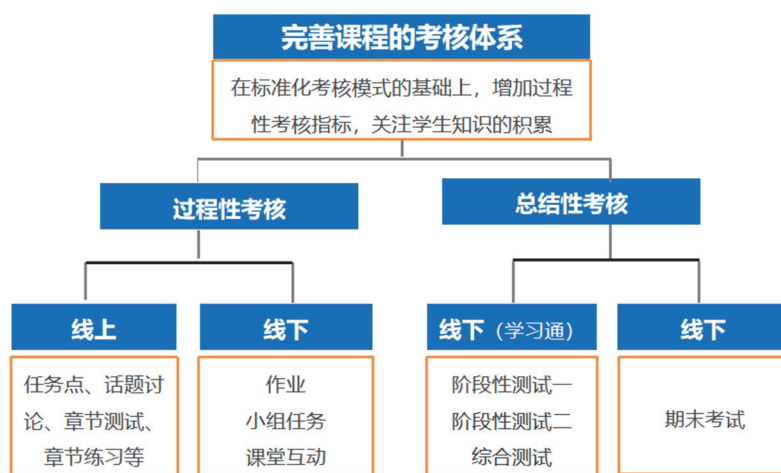 完善课程的考核体系
在标准化考核模式的基础上，增加过程
性考核指标，关注学生知识的积累
过程性考核
总结性考核
线上
任务点、话题讨
论、章节测试、
章节练习等
线下
作业
小组任务
课堂互动
线下（学习通）
阶段性测试一
阶段性测试二
综合测试
线下
期末考试